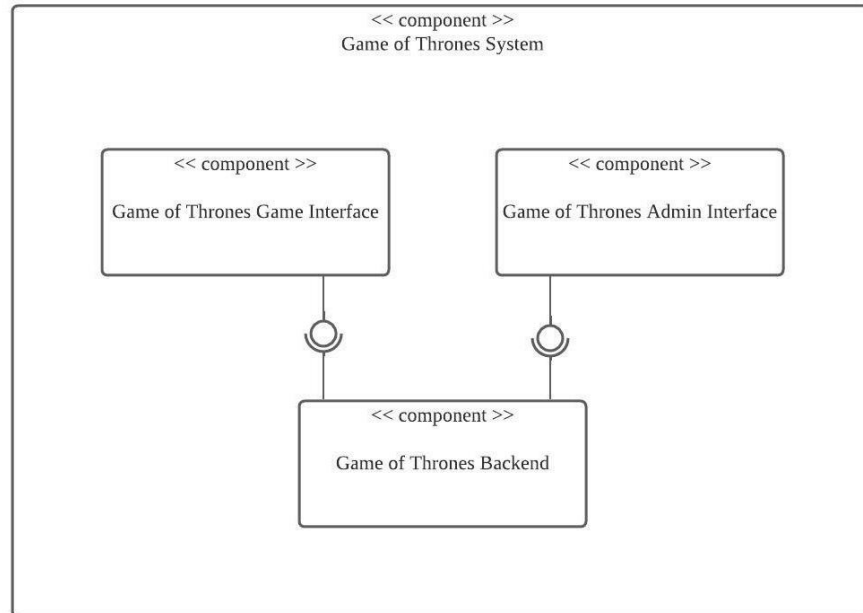 << component >>
Game of Thrones System
<< component >>
Game of Thrones Game Interface
<< component >>
Game of Thrones Admin Interface
<< component >>
Game of Thrones Backend